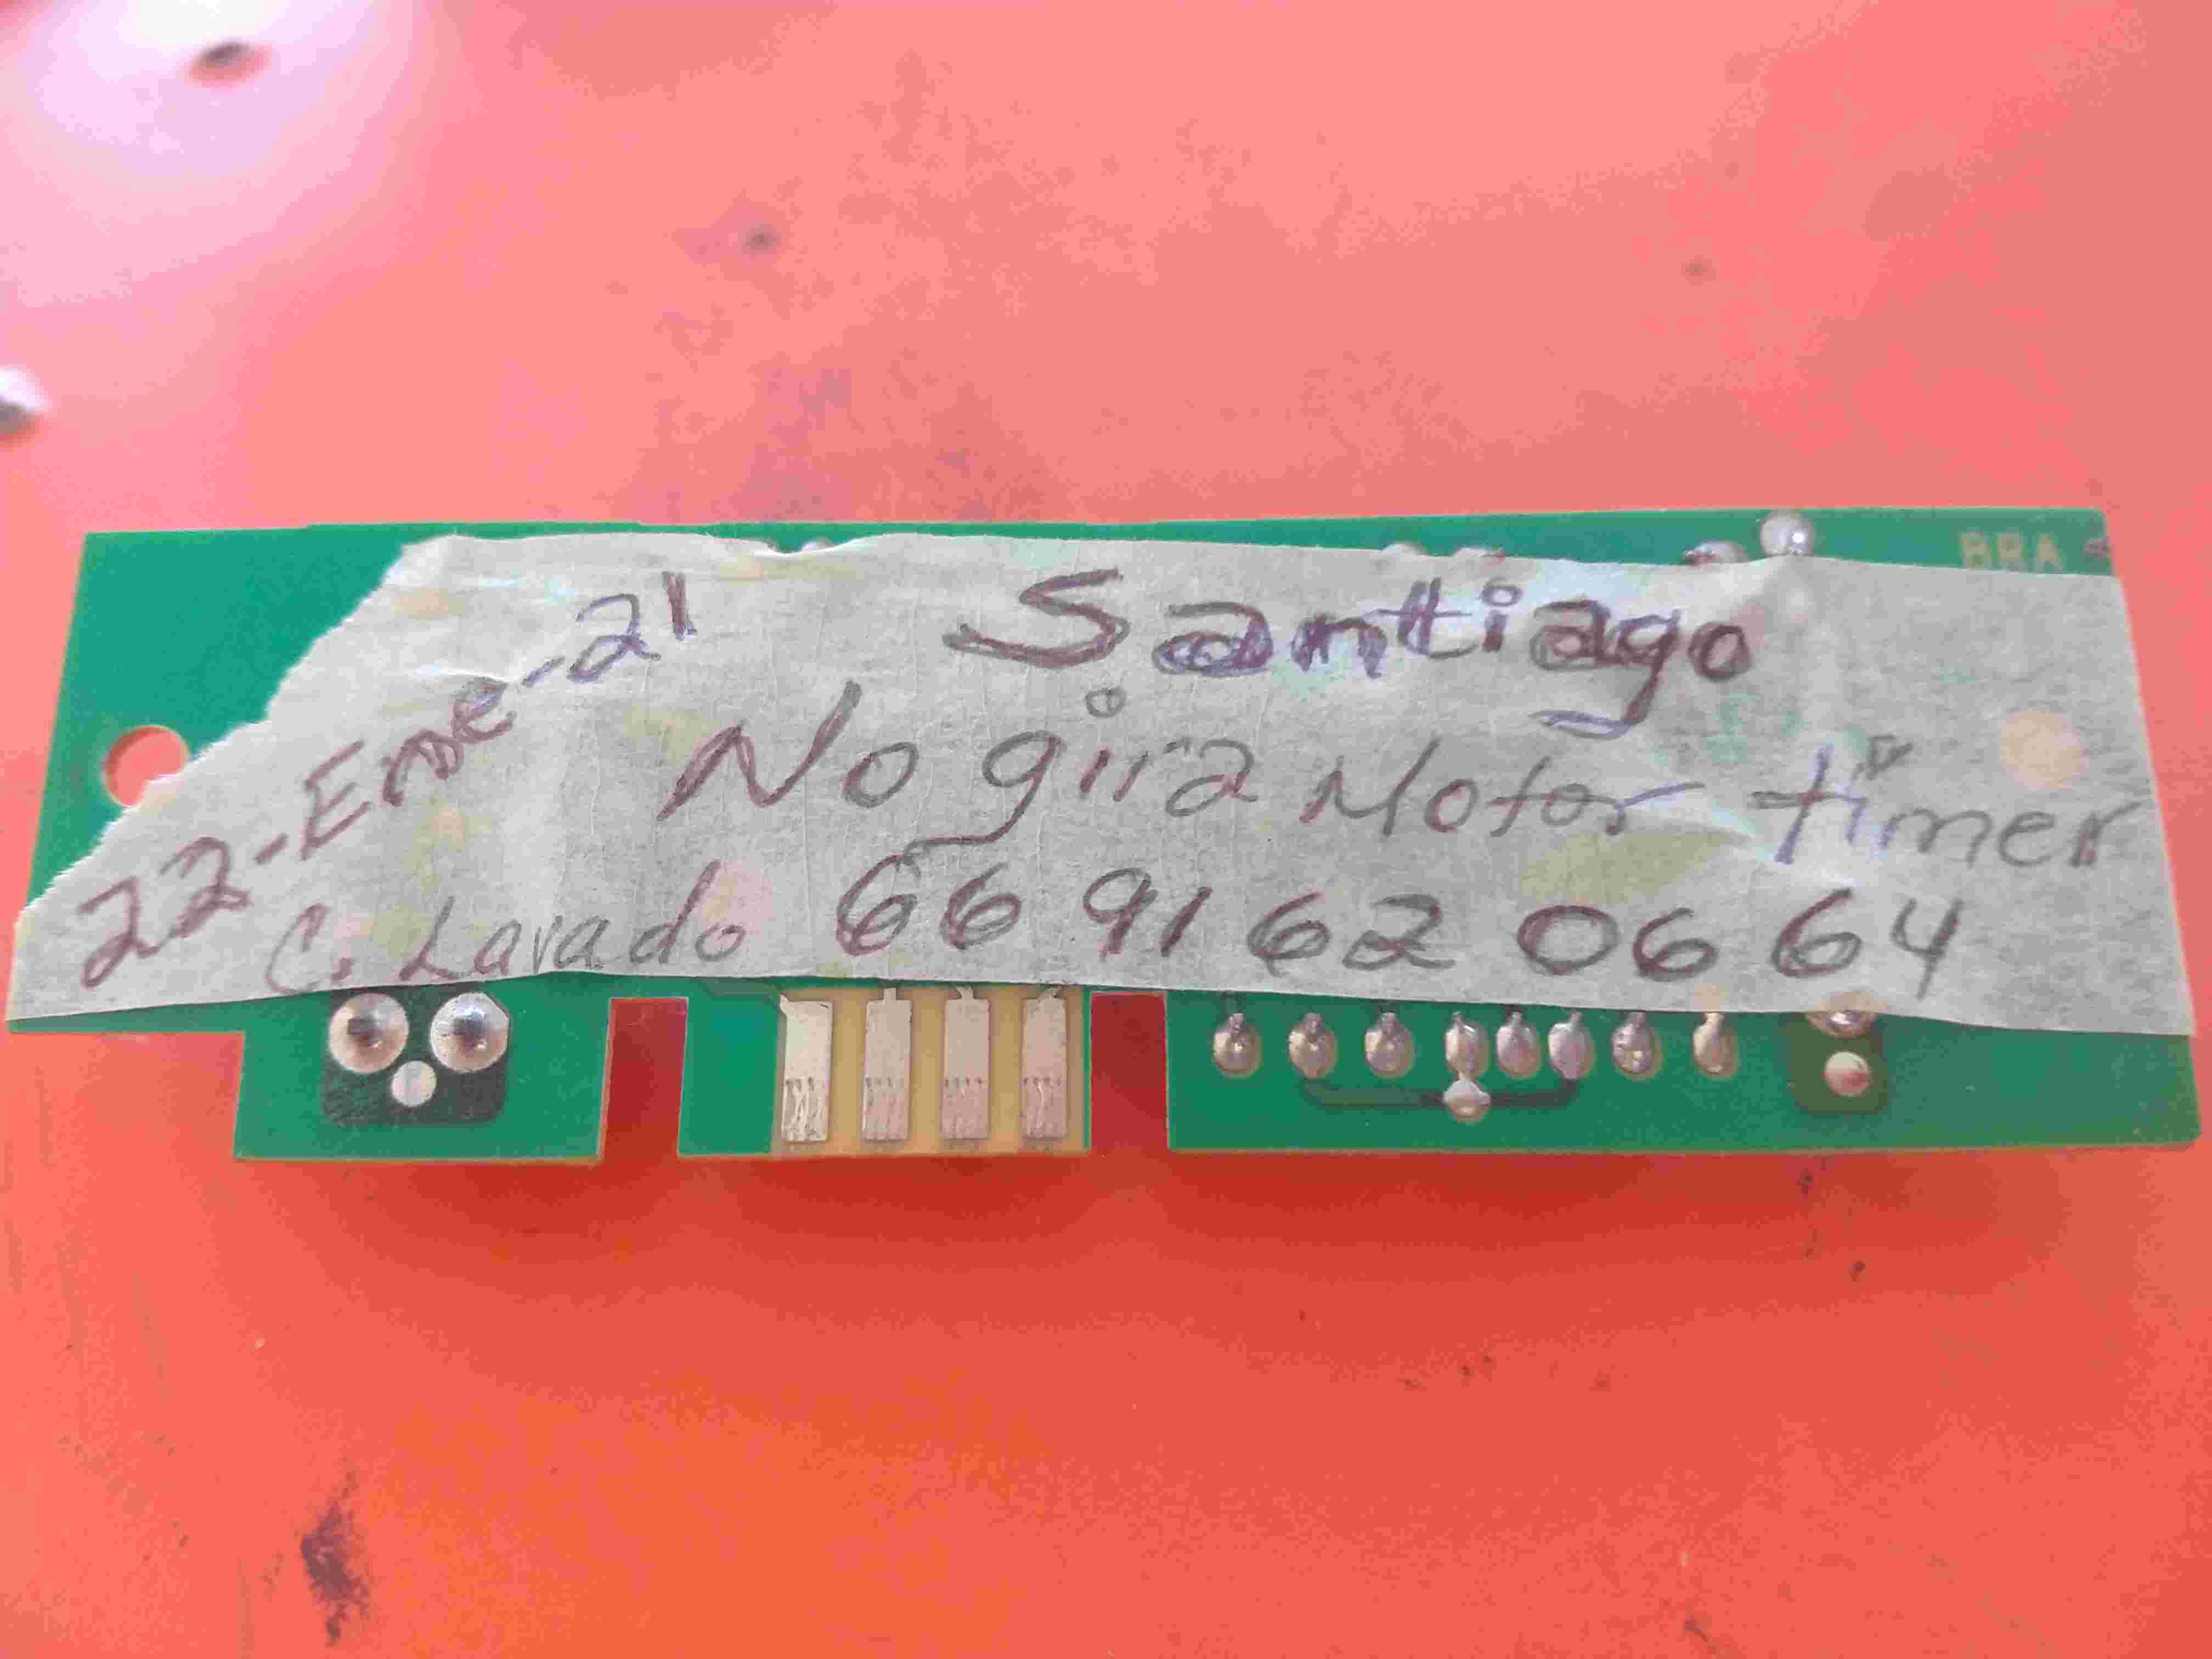 BRA
22-Ene-21
Santiago
No gira Motor timer
C. Lavado 66 91 62 06 64